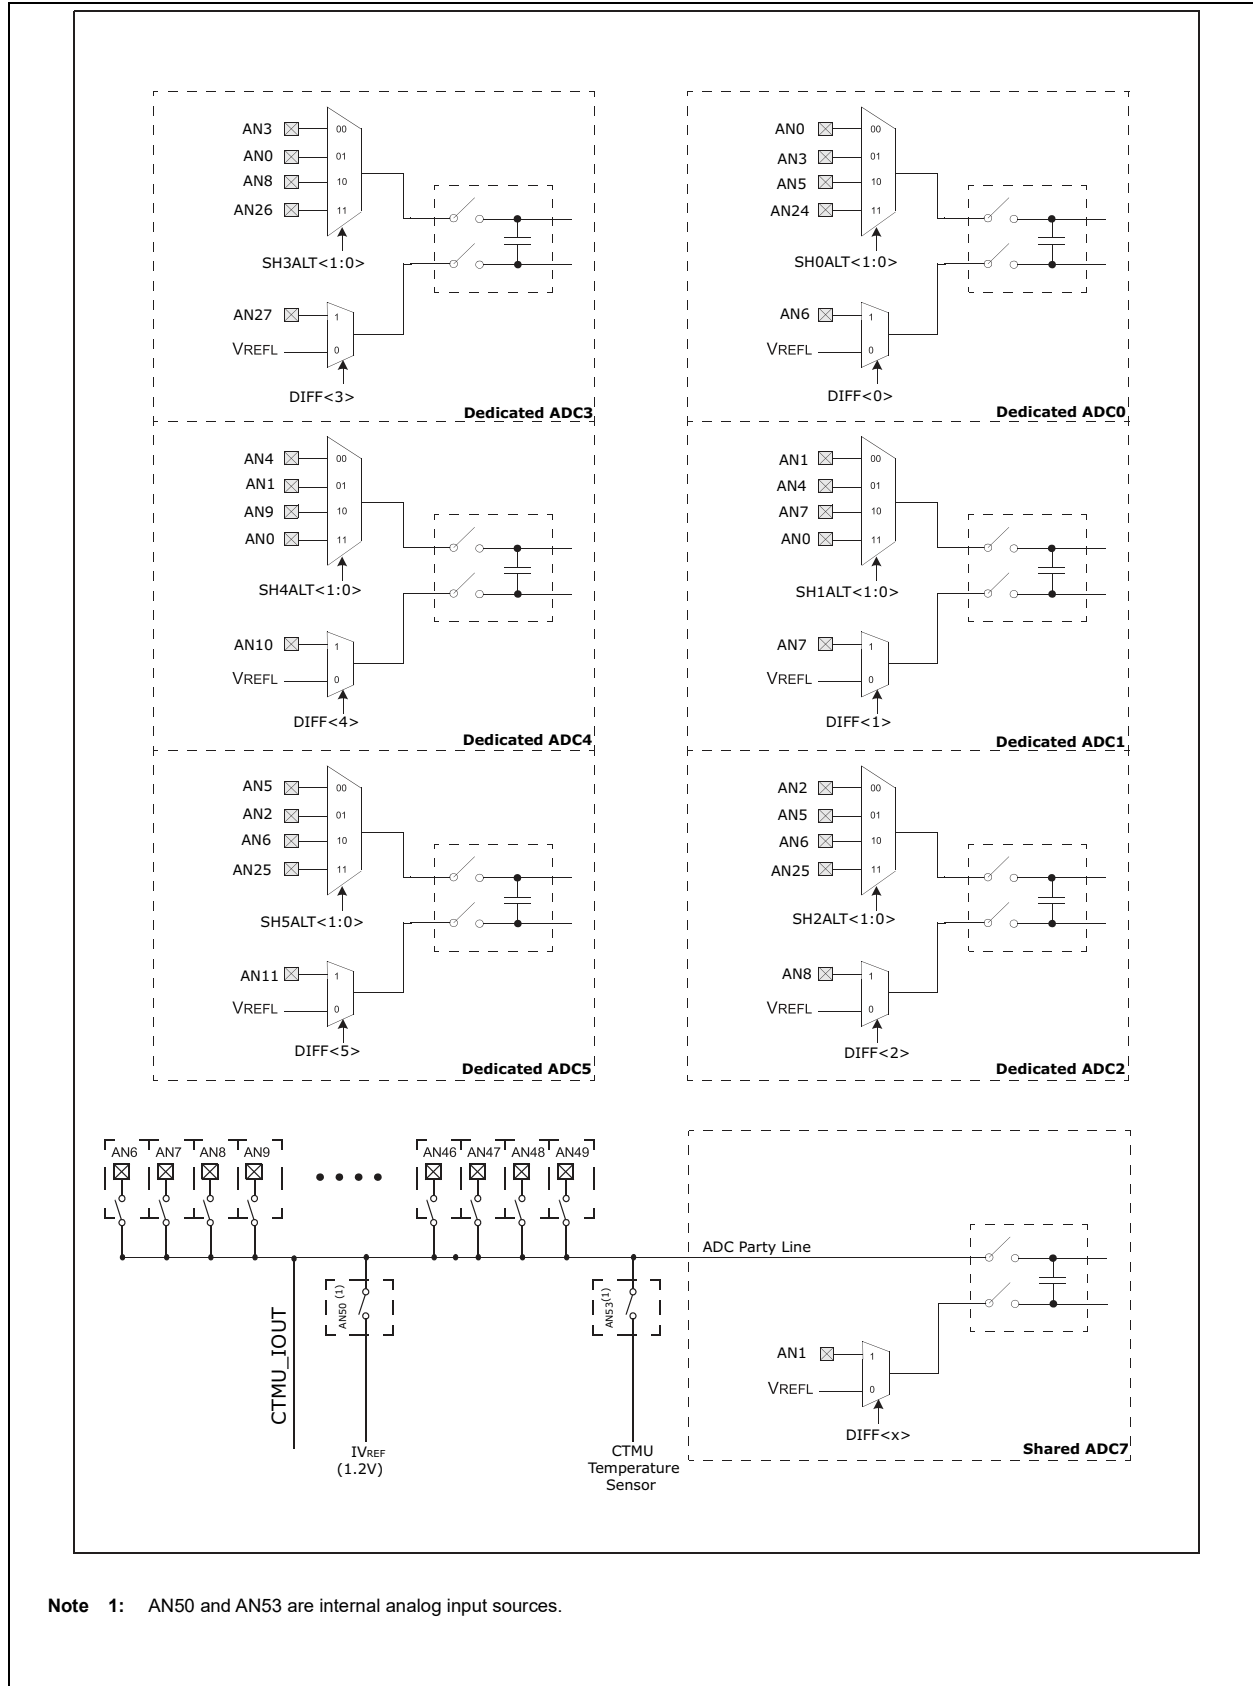 AN3 00
AN0 01
AN8 10
AN26 11
SH3ALT<1:0>
AN27 1
VREFL 0
DIFF<3>
Dedicated ADC3
AN0 00
AN3 01
AN5 10
AN24 11
SH0ALT<1:0>
AN6 1
VREFL 0
DIFF<0>
Dedicated ADC0
AN4 00
AN1 01
AN9 10
AN0 11
SH4ALT<1:0>
AN10 1
VREFL 0
DIFF<4>
Dedicated ADC4
AN1 00
AN4 01
AN7 10
AN0 11
SH1ALT<1:0>
AN7 1
VREFL 0
DIFF<1>
Dedicated ADC1
AN5 00
AN2 01
AN6 10
AN25 11
SH5ALT<1:0>
AN11 1
VREFL 0
DIFF<5>
Dedicated ADC5
AN2 00
AN5 01
AN6 10
AN25 11
SH2ALT<1:0>
AN8 1
VREFL 0
DIFF<2>
Dedicated ADC2
AN6 AN7 AN8 AN9 AN46 AN47 AN48 AN49
ADC Party Line
CTMU_IOUT
AN50 (1)
AN53(1)
IVREF
(1.2V)
CTMU
Temperature
Sensor
AN1 1
VREFL 0
DIFF<x>
Shared ADC7
Note 1: AN50 and AN53 are internal analog input sources.